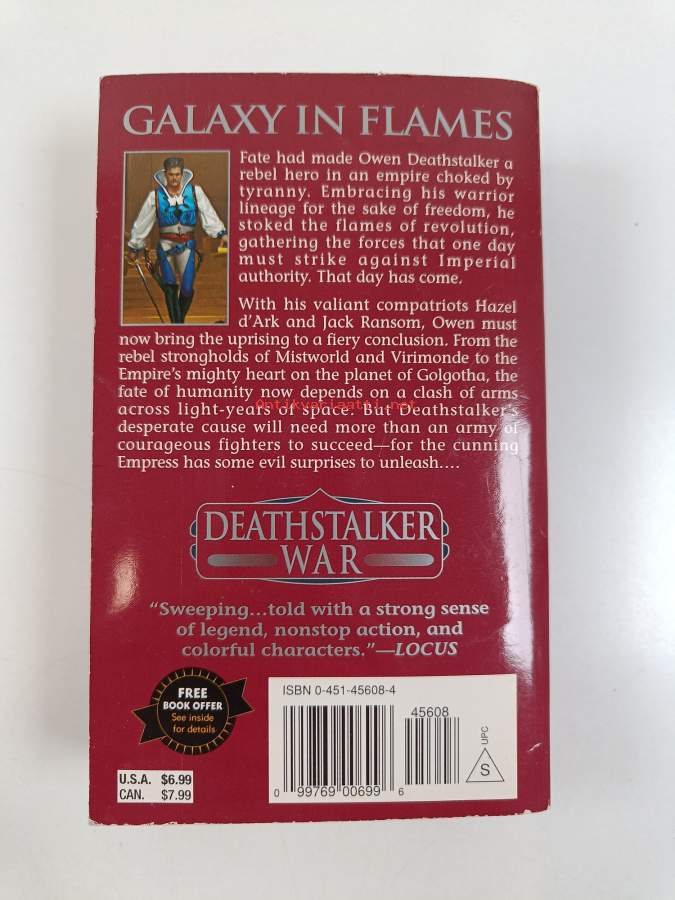 GALAXY IN FLAMES
Fate had made Owen Deathstalker a
rebel hero in an empire choked by
tyranny. Embracing his warrior
lineage for the sake of freedom, he
stoked the flames of revolution,
gathering the forces that one day
must strike against Imperial
authority. That day has come.
With his valiant compatriots Hazel
d'Ark and Jack Ransom, Owen must
now bring the uprising to a fiery conclusion. From the
rebel strongholds of Mistworld and Virimonde to the
Empire's mighty heart on the planet of Golgotha, the
fate of humanity now depends on a clash of arms
across light-years of space. But Deathstalker's
antikvariaatti.net
desperate cause will need more than an army of
courageous fighters to succeed—for the cunning
Empress has some evil surprises to unleash....
DEATHSTALKER
WAR
"Sweeping...told with a strong sense
of legend, nonstop action, and
colorful characters."—LOCUS
FREE
BOOK OFFER
See inside
for details
ISBN 0-451-45608-4
45608
0 99769 00699 6
UPC
S
U.S.A. $6.99
CAN. $7.99